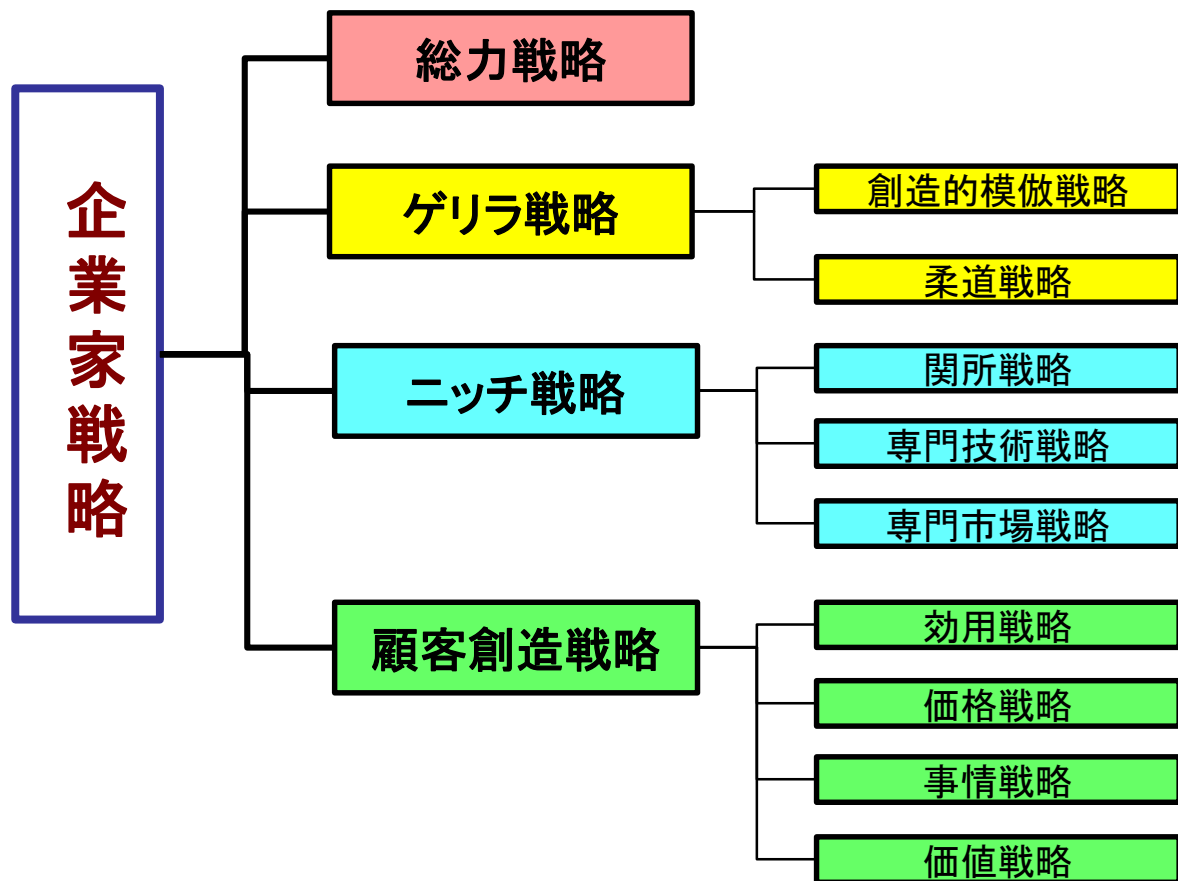 企業家戦略
総力戦略
ゲリラ戦略
創造的模倣戦略
柔道戦略
ニッチ戦略
関所戦略
専門技術戦略
専門市場戦略
顧客創造戦略
効用戦略
価格戦略
事情戦略
価値戦略